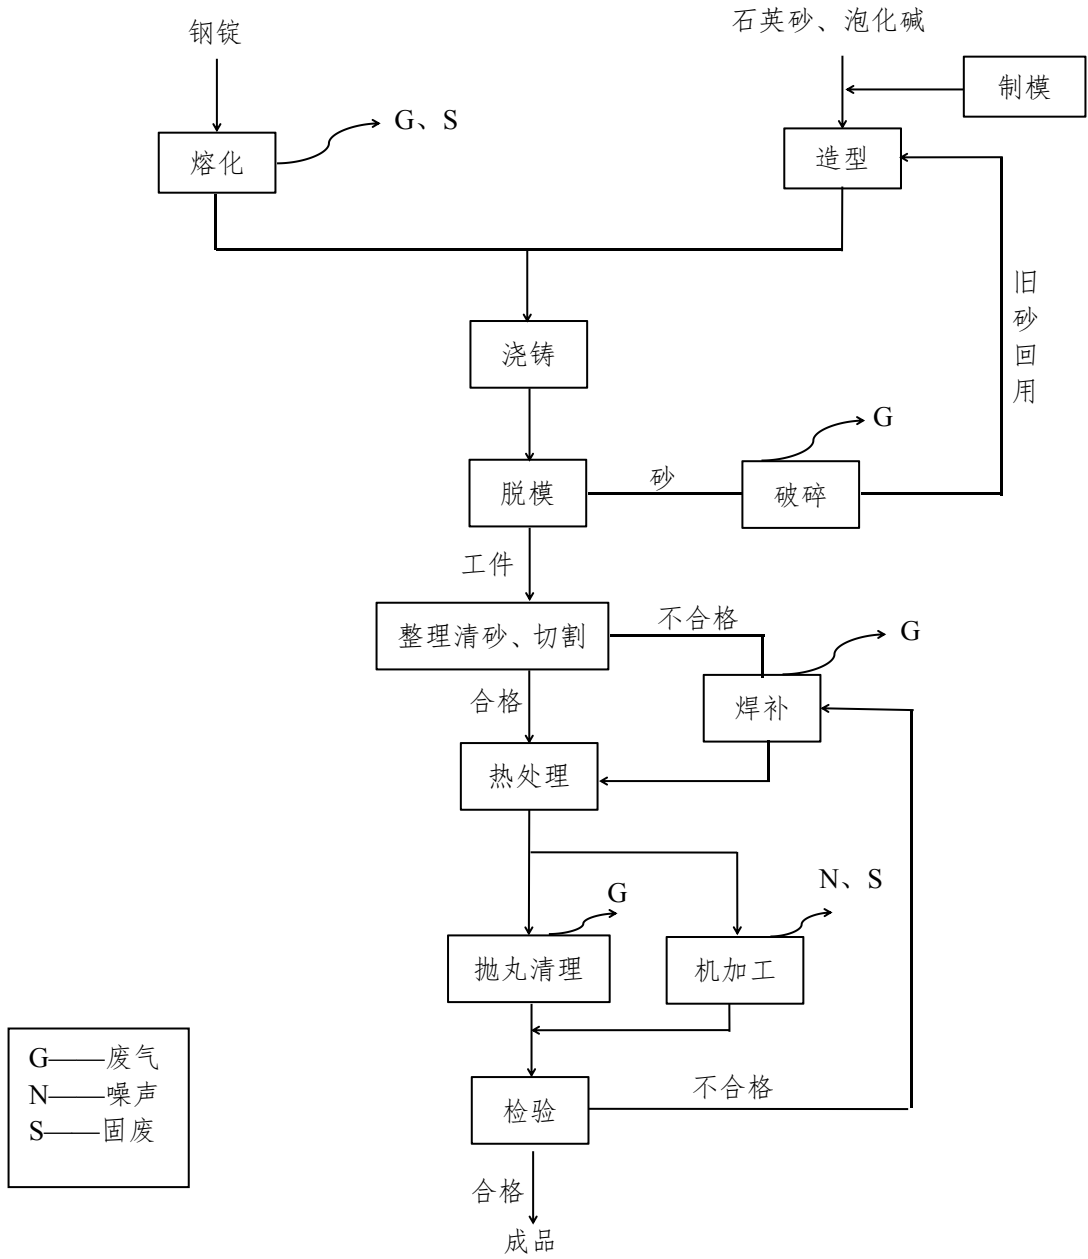 钢锭
石英砂、泡化碱
制模
G、S
熔化
造型
旧砂回用
浇铸
G
脱模
砂
破碎
工件
整理清砂、切割
不合格
G
合格
焊补
热处理
G
N、S
抛丸清理
机加工
G——废气
N——噪声
S——固废
检验
不合格
合格
成品